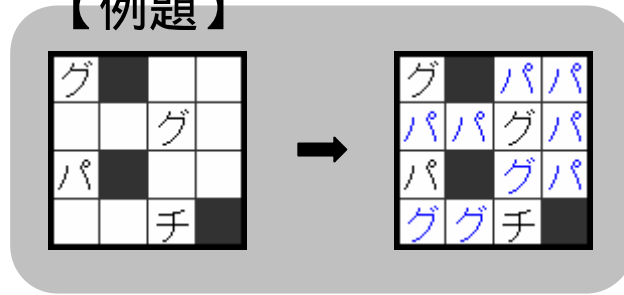 【例題】
グ
グ
パ
チ
グ パ パ
パ パ グ パ
パ グ パ
グ グ チ